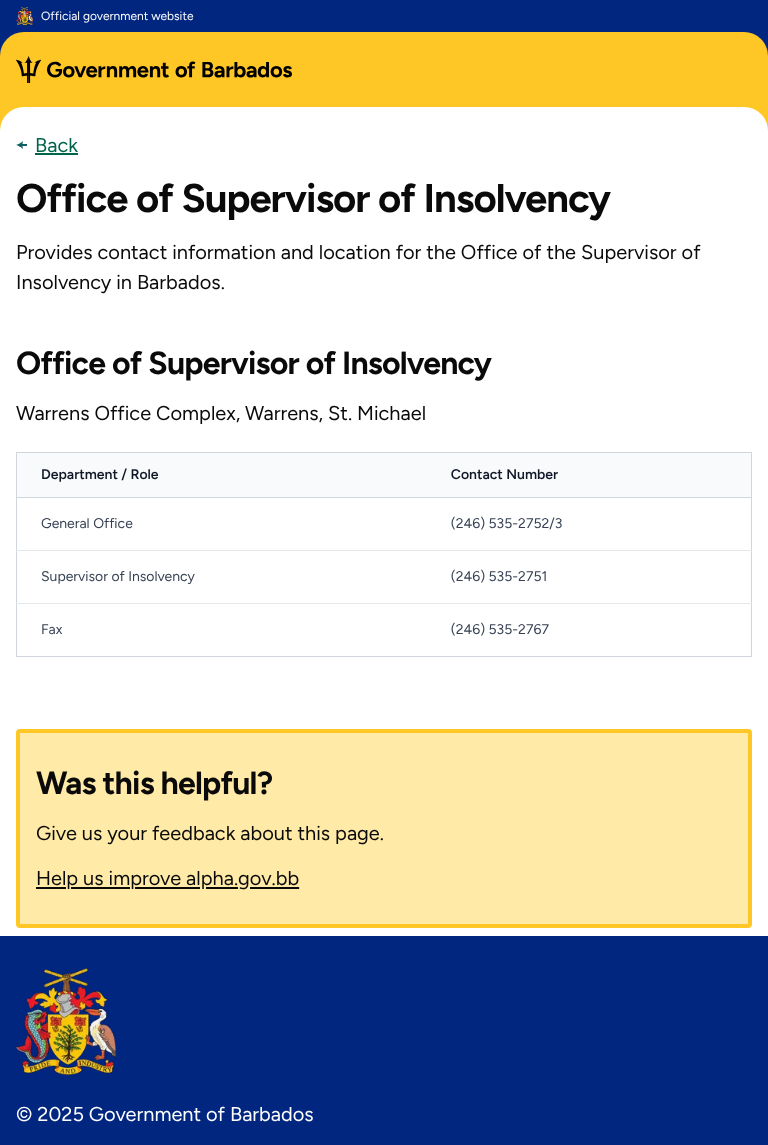 Official government website
Government of Barbados
Back
Office of Supervisor of Insolvency
Provides contact information and location for the Office of the Supervisor of
Insolvency in Barbados.
Office of Supervisor of Insolvency
Warrens Office Complex, Warrens, St. Michael
Department / Role Contact Number
General Office (246) 535-2752/3
Supervisor of Insolvency (246) 535-2751
Fax (246) 535-2767
Was this helpful?
Give us your feedback about this page.
Help us improve alpha.gov.bb
PRIDE AND INDUSTRY
© 2025 Government of Barbados